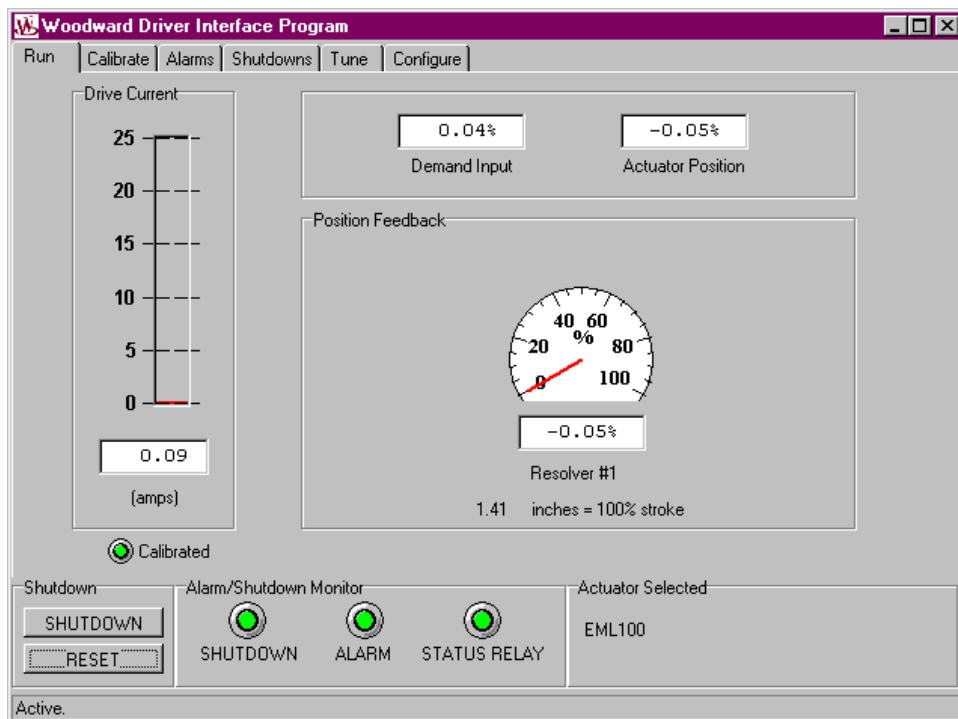 Woodward Driver Interface Program
Run Calibrate Alarms Shutdowns Tune Configure
Drive Current
25
20
15
10
5
0
0.09
(amps)
Calibrated
0.04% -0.05%
Demand Input Actuator Position
Position Feedback
0 20 40 60 80 100
%
-0.05%
Resolver #1
1.41 inches = 100% stroke
Shutdown
SHUTDOWN
RESET
Alarm/Shutdown Monitor
SHUTDOWN ALARM STATUS RELAY
Actuator Selected
EML100
Active.